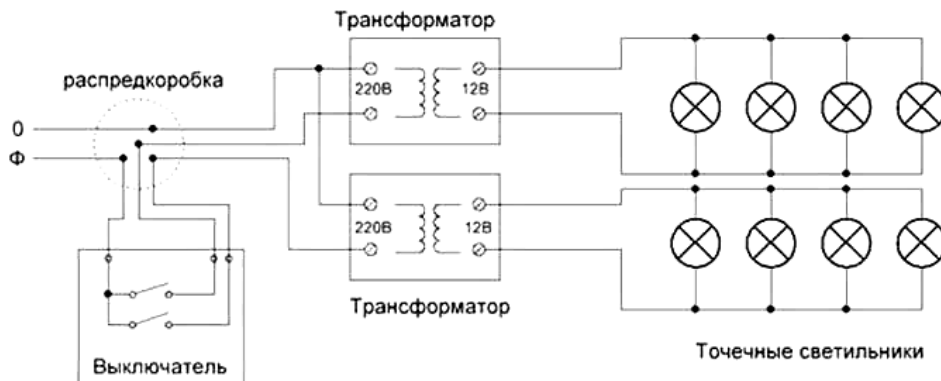 Трансформатор
распредкоробка
220В
12В
0
Ф
220В
12В
Трансформатор
Точечные светильники
Выключатель